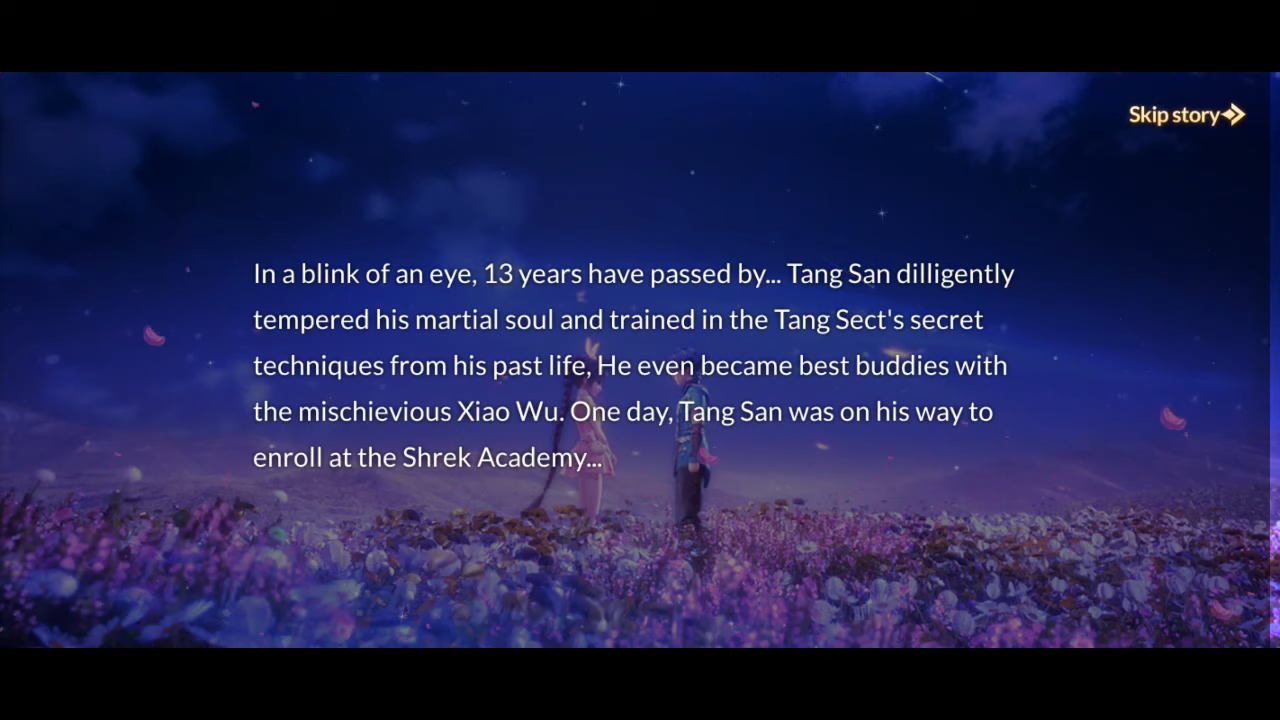 Skip story
In a blink of an eye, 13 years have passed by... Tang San dilligently
tempered his martial soul and trained in the Tang Sect's secret
techniques from his past life, He even became best buddies with
the mischievious Xiao Wu. One day, Tang San was on his way to
enroll at the Shrek Academy...